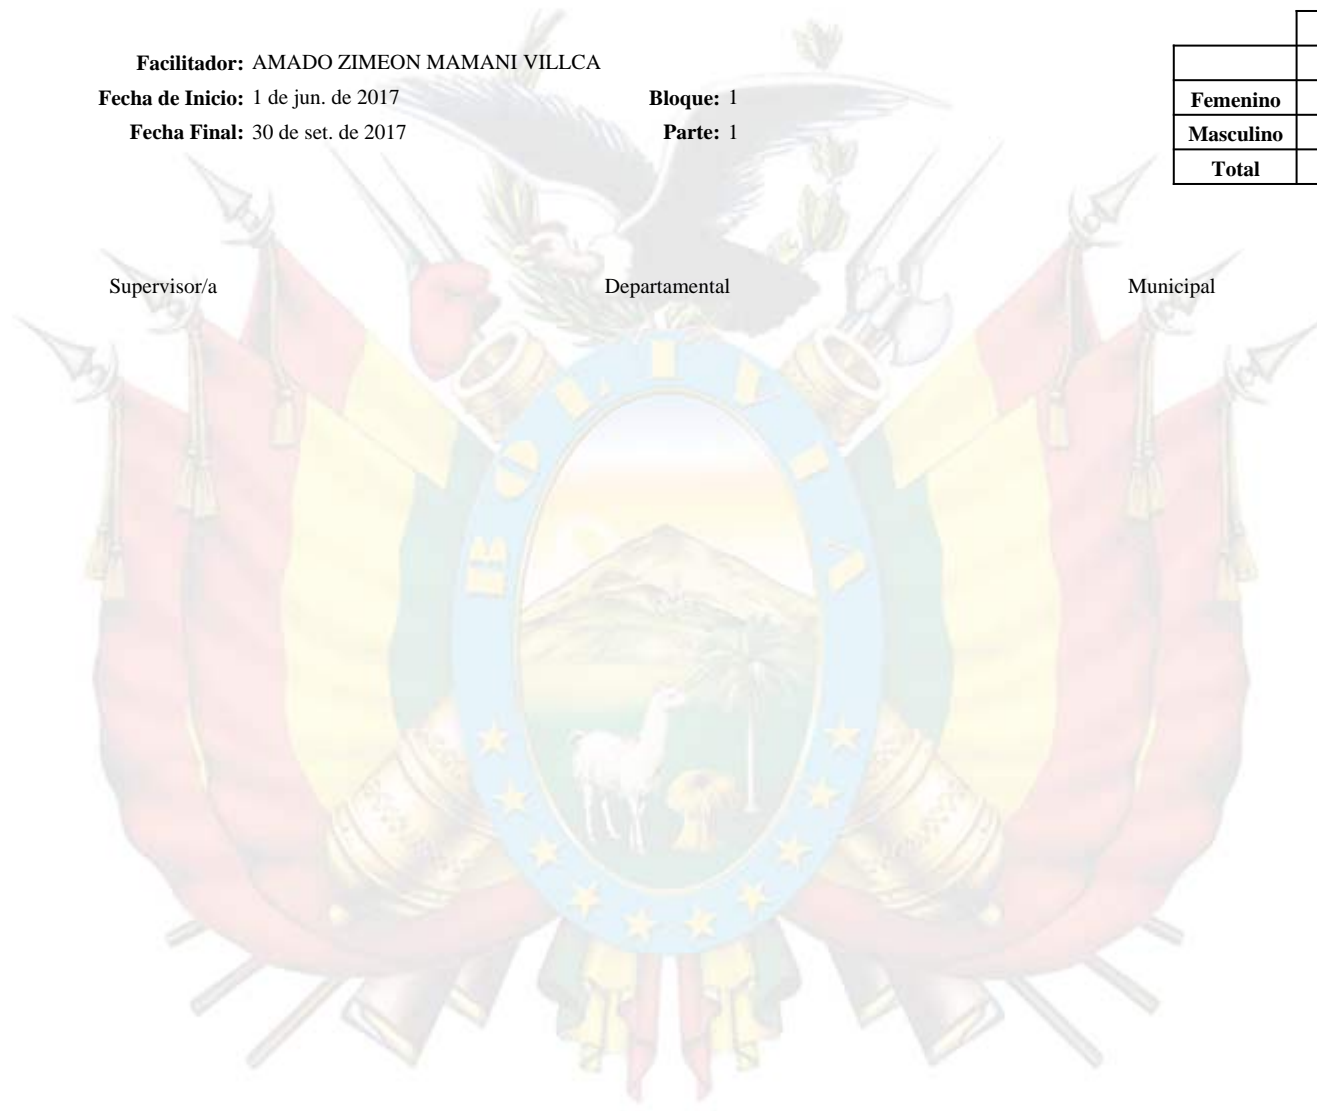 Facilitador: AMADO ZIMEON MAMANI VILLCA
Fecha de Inicio: 1 de jun. de 2017 Bloque: 1
Fecha Final: 30 de set. de 2017 Parte: 1
Femenino
Masculino
Total
Supervisor/a Departamental Municipal
BOLIVIA